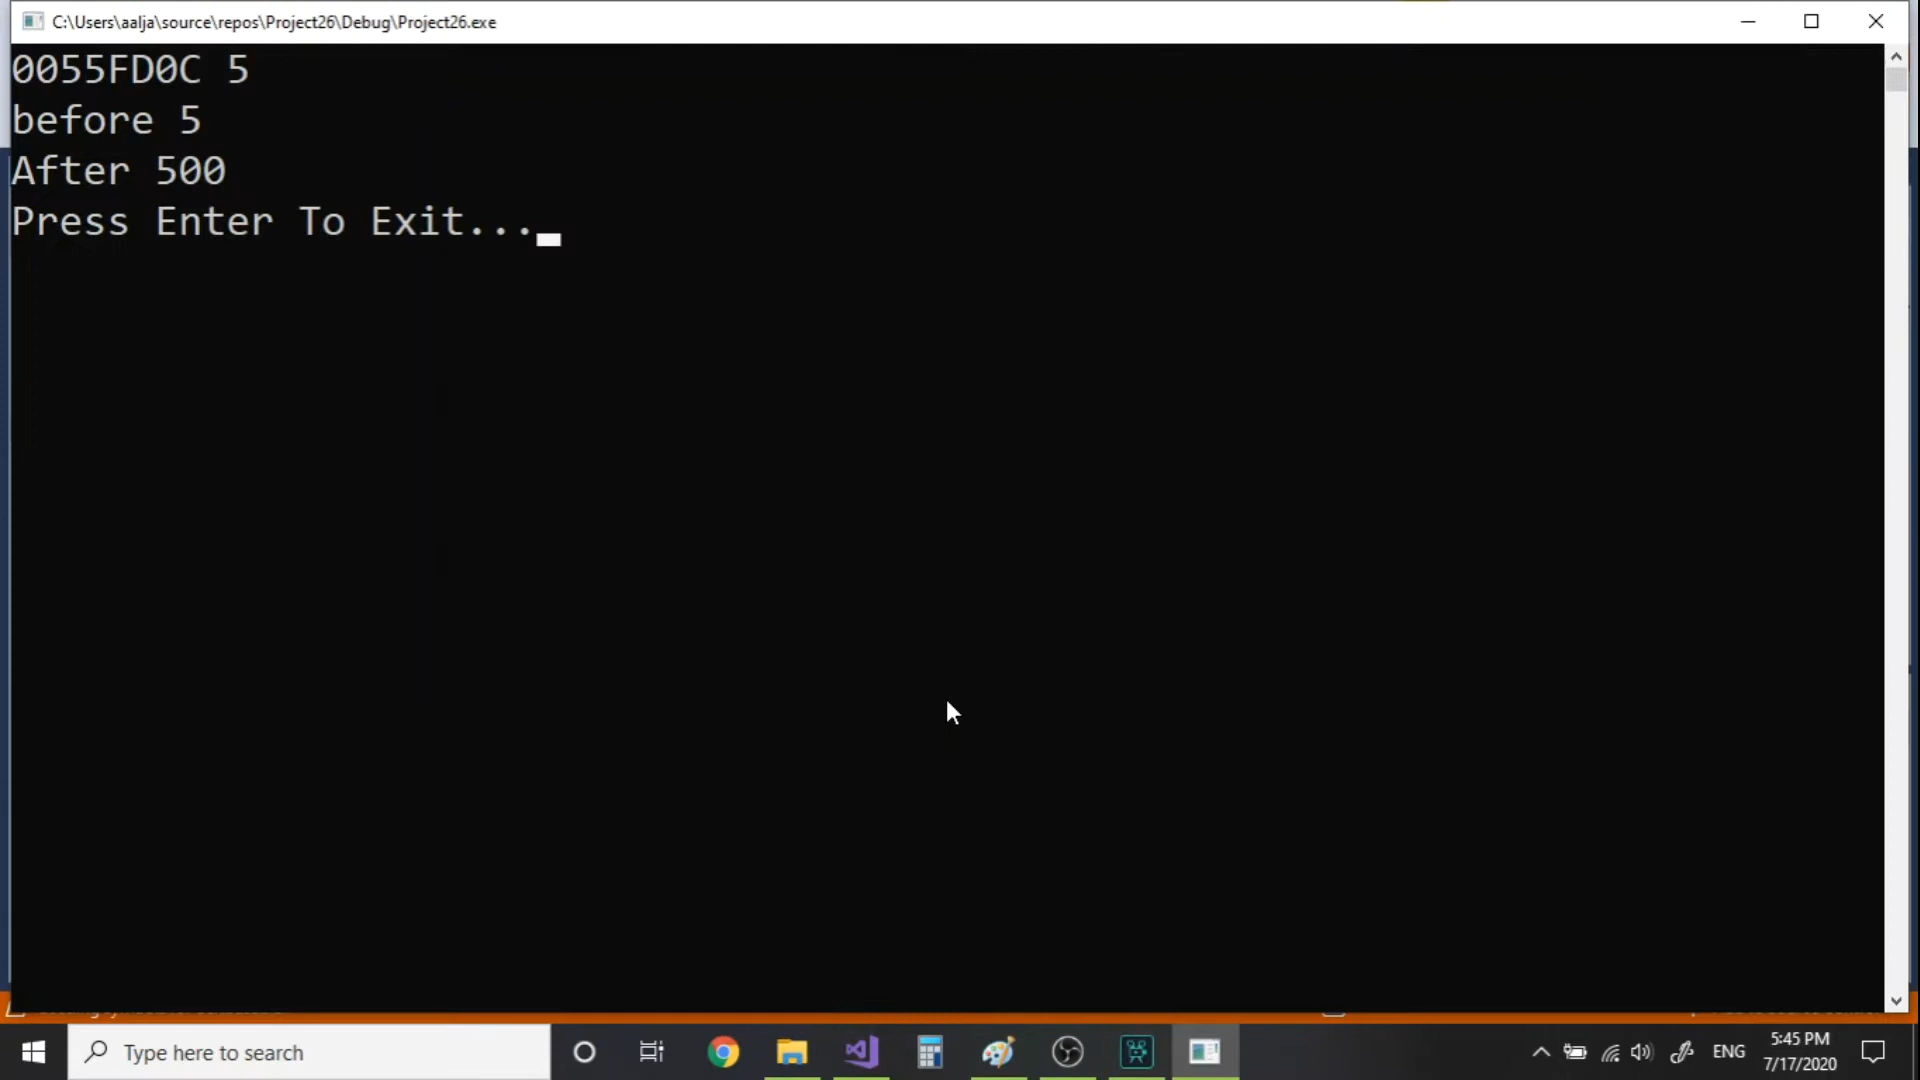 C:\Users\aalja\source\repos\Project26\Debug\Project26.exe
0055FD0C 5
before 5
After 500
Press Enter To Exit...
Type here to search
ENG
5:45 PM
7/17/2020